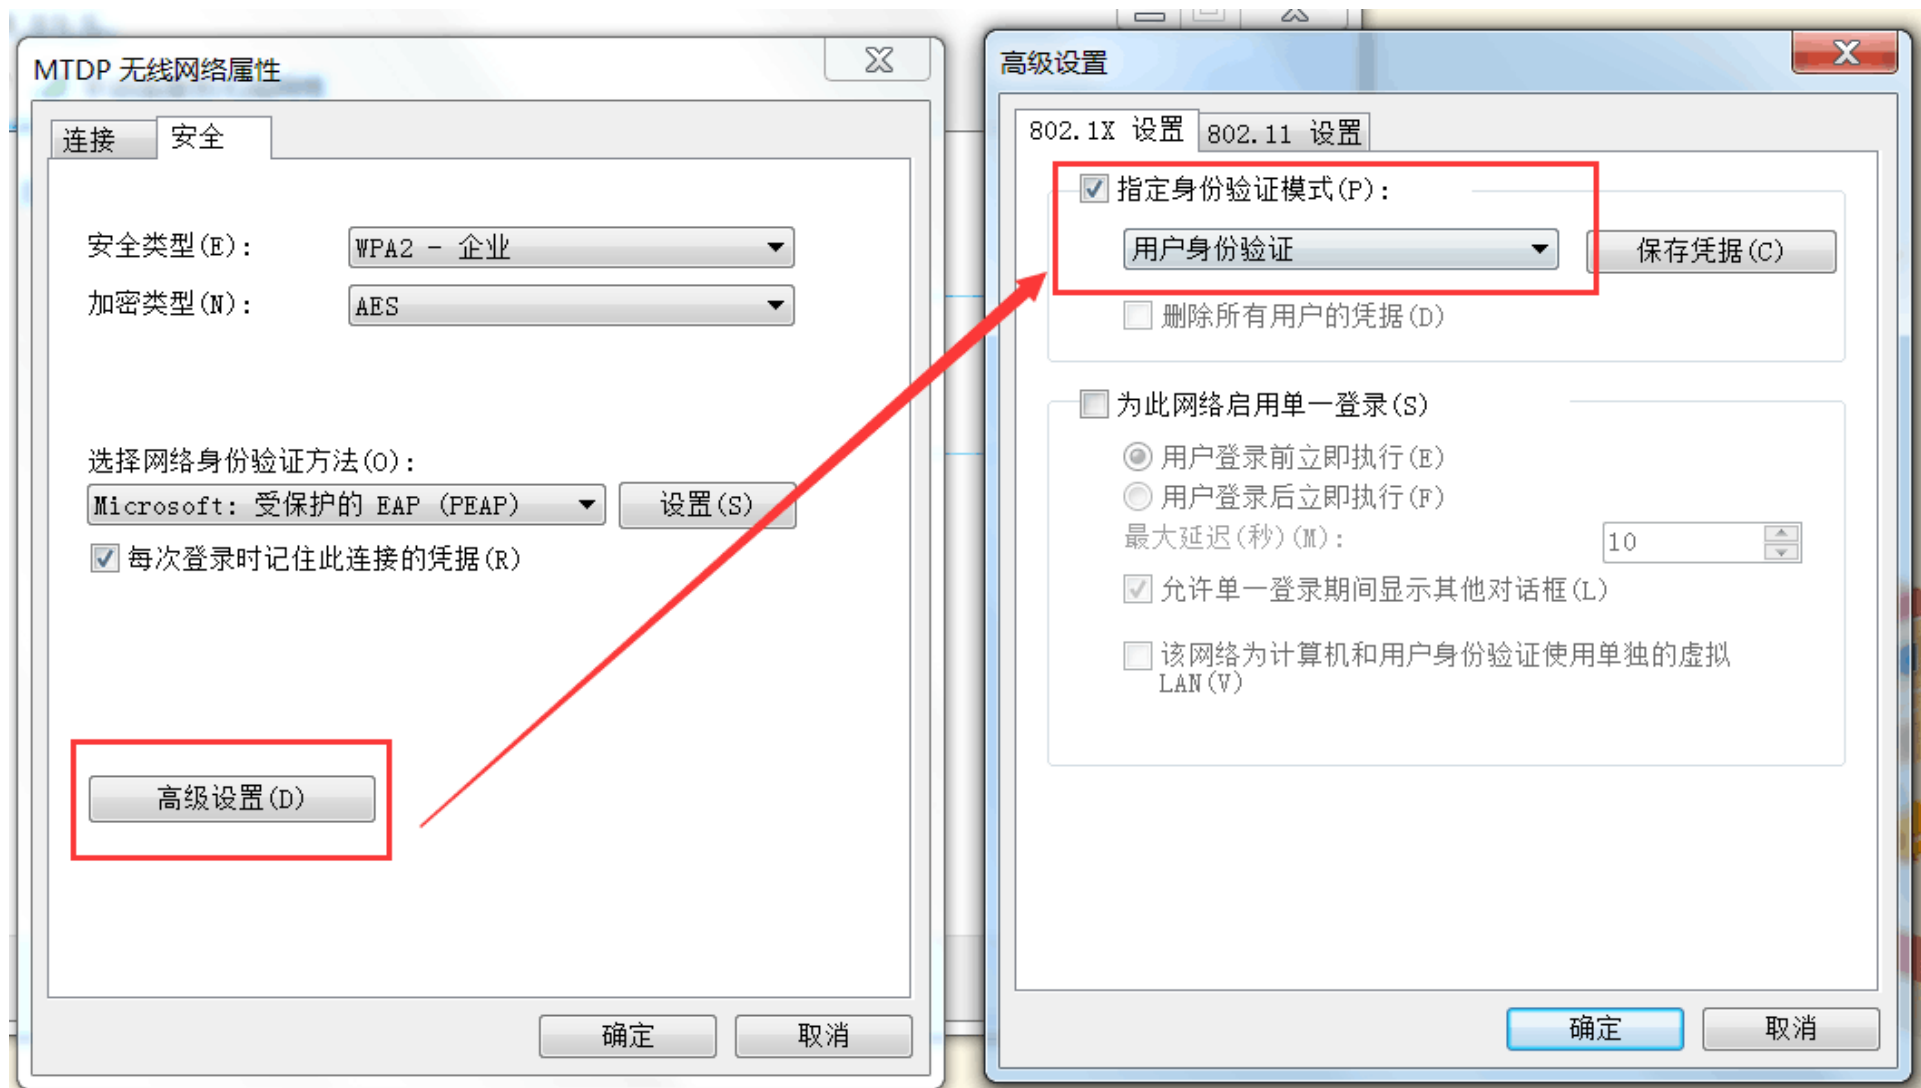 MTDP 无线网络属性
连接
安全
安全类型(E):
WPA2 - 企业
加密类型(N):
AES
选择网络身份验证方法(O):
Microsoft: 受保护的 EAP (PEAP)
设置(S)
每次登录时记住此连接的凭据(R)
高级设置(D)
确定
取消
高级设置
802.1X 设置
802.11 设置
指定身份验证模式(P):
用户身份验证
保存凭据(C)
删除所有用户的凭据(D)
为此网络启用单一登录(S)
用户登录前立即执行(E)
用户登录后立即执行(F)
最大延迟(秒)(M):
10
允许单一登录期间显示其他对话框(L)
该网络为计算机和用户身份验证使用单独的虚拟
LAN(V)
确定
取消